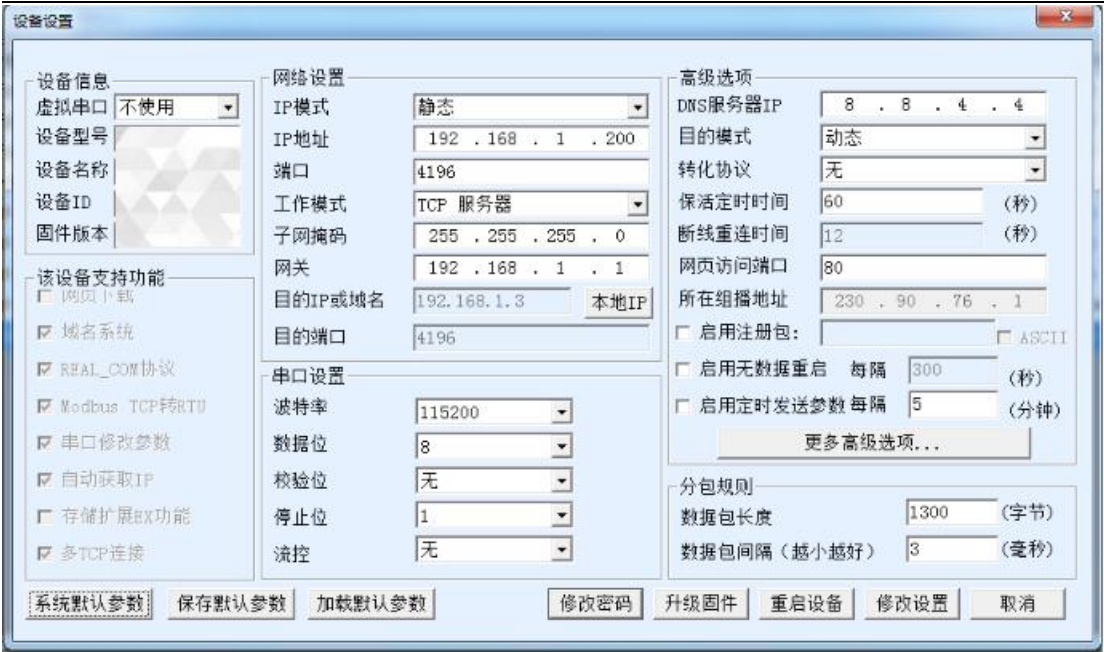 设备设置
设备信息
虚拟串口 不使用
设备型号
设备名称
设备ID
固件版本
该设备支持功能
网页下载
域名系统
REAL_COM协议
Modbus TCP转RTU
串口修改参数
自动获取IP
存储扩展EX功能
多TCP连接
网络设置
IP模式 静态
IP地址 192 . 168 . 1 . 200
端口 4196
工作模式 TCP 服务器
子网掩码 255 . 255 . 255 . 0
网关 192 . 168 . 1 . 1
目的IP或域名 192.168.1.3 本地IP
目的端口 4196
串口设置
波特率 115200
数据位 8
校验位 无
停止位 1
流控 无
高级选项
DNS服务器IP 8 . 8 . 4 . 4
目的模式 动态
转化协议 无
保活定时时间 60 (秒)
断线重连时间 12 (秒)
网页访问端口 80
所在组播地址 230 . 90 . 76 . 1
启用注册包: ASCII
启用无数据重启 每隔 300 (秒)
启用定时发送参数 每隔 5 (分钟)
更多高级选项...
分包规则
数据包长度 1300 (字节)
数据包间隔（越小越好） 3 (毫秒)
系统默认参数 保存默认参数 加载默认参数 修改密码 升级固件 重启设备 修改设置 取消